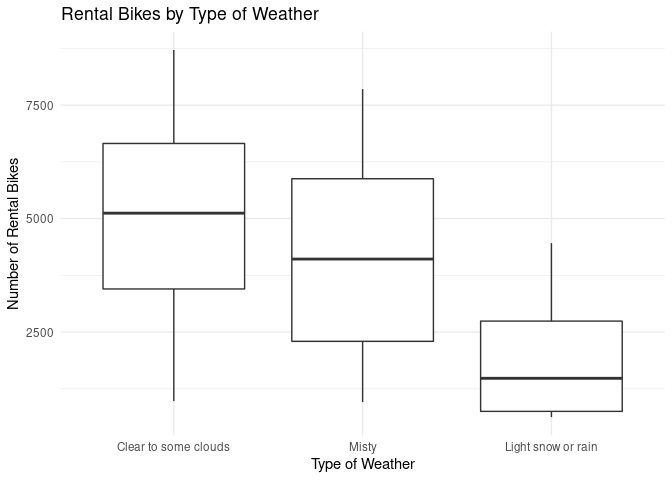 Rental Bikes by Type of Weather
Number of Rental Bikes
7500
5000
2500
Clear to some clouds
Misty
Light snow or rain
Type of Weather